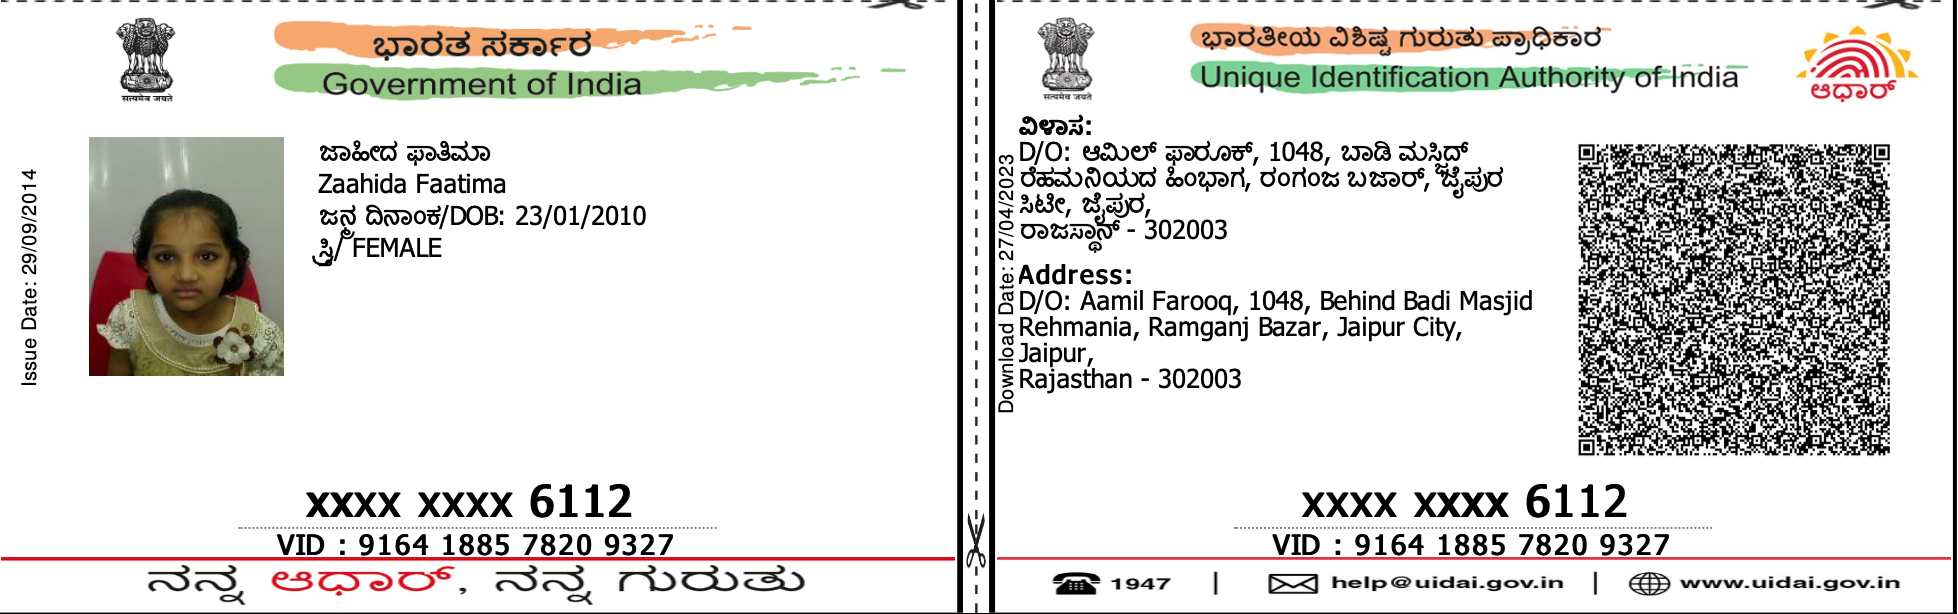 ಭಾರತ ಸರ್ಕಾರ
Government of India
Issue Date: 29/09/2014
ಜಾಹೀದ ಫಾತಿಮಾ
Zaahida Faatima
ಜನ್ಮ ದಿನಾಂಕ/DOB: 23/01/2010
ಸ್ತ್ರೀ/ FEMALE
xxxx xxxx 6112
VID : 9164 1885 7820 9327
ನನ್ನ ಆಧಾರ್, ನನ್ನ ಗುರುತು
सत्यमेव जयते
ಭಾರತೀಯ ವಿಶಿಷ್ಟ ಗುರುತು ಪ್ರಾಧಿಕಾರ
Unique Identification Authority of India
सत्यमेव जयते
ಆಧಾರ್
Download Date: 27/04/2023
ವಿಳಾಸ:
D/O: ಆಮಿಲ್ ಫಾರೂಕ್, 1048, ಬಾಡಿ ಮಸ್ಜಿದ್
ರೆಹಮನಿಯದ ಹಿಂಭಾಗ, ರಂಗಂಜ ಬಜಾರ್, ಜೈಪುರ
ಸಿಟೀ, ಜೈಪುರ,
ರಾಜಸ್ಥಾನ್ - 302003
Address:
D/O: Aamil Farooq, 1048, Behind Badi Masjid
Rehmania, Ramganj Bazar, Jaipur City,
Jaipur,
Rajasthan - 302003
xxxx xxxx 6112
VID : 9164 1885 7820 9327
1947 | help@uidai.gov.in | www.uidai.gov.in